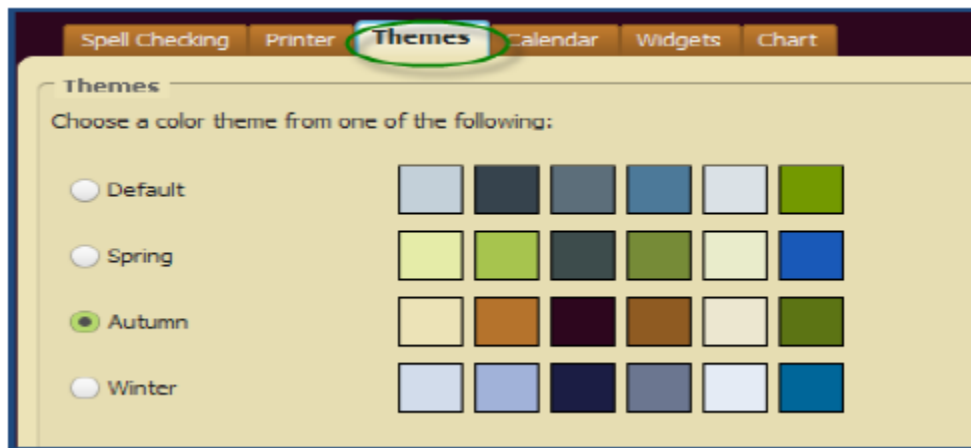 Spell Checking Printer Themes Calendar Widgets Chart
Themes
Choose a color theme from one of the following:
Default
Spring
Autumn
Winter